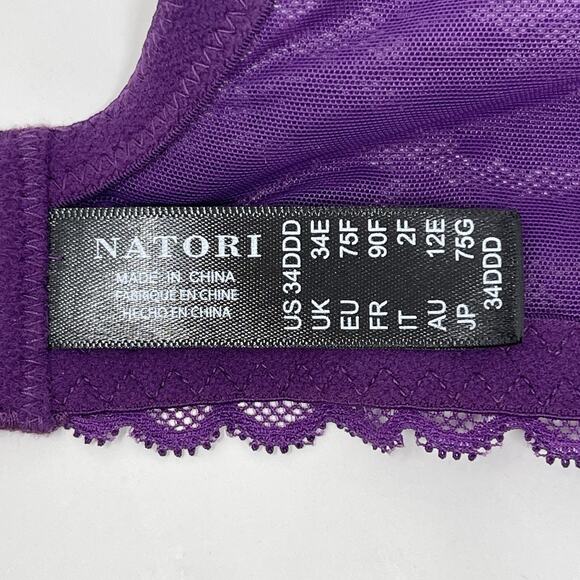 NATORI
MADE IN CHINA
FABRIQUÉ EN CHINE
HECHO EN CHINA
US 34DDD
UK 34E
EU 75F
FR 90F
IT 2F
AU 12E
JP 75G
34DDD